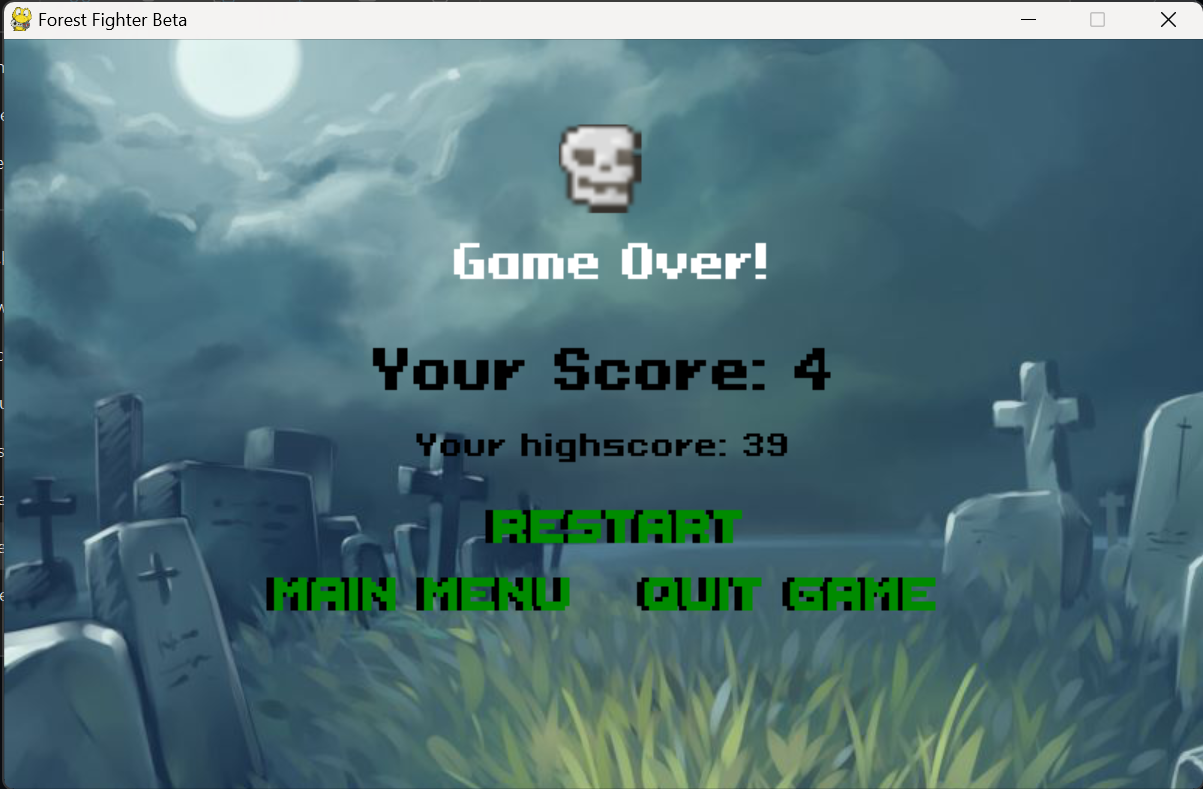 Forest Fighter Beta
Game Over!
Your Score: 4
Your highscore: 39
RESTART
MAIN MENU QUIT GAME